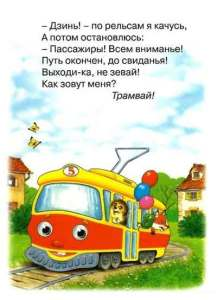 – Дзинь! – по рельсам я качусь,
А потом остановлюсь:
– Пассажиры! Всем вниманье!
Путь окончен, до свиданья!
Выходи-ка, не зевай!
Как зовут меня?
Трамвай!
5